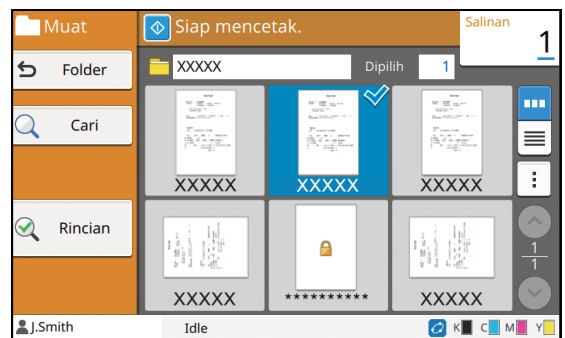 Muat
Siap mencetak.
Salinan
1
Folder
XXXXX
Dipilih
1
Cari
XXXXX
XXXXX
XXXXX
Rincian
1
1
XXXXX
**********
XXXXX
J.Smith
Idle
K C M Y